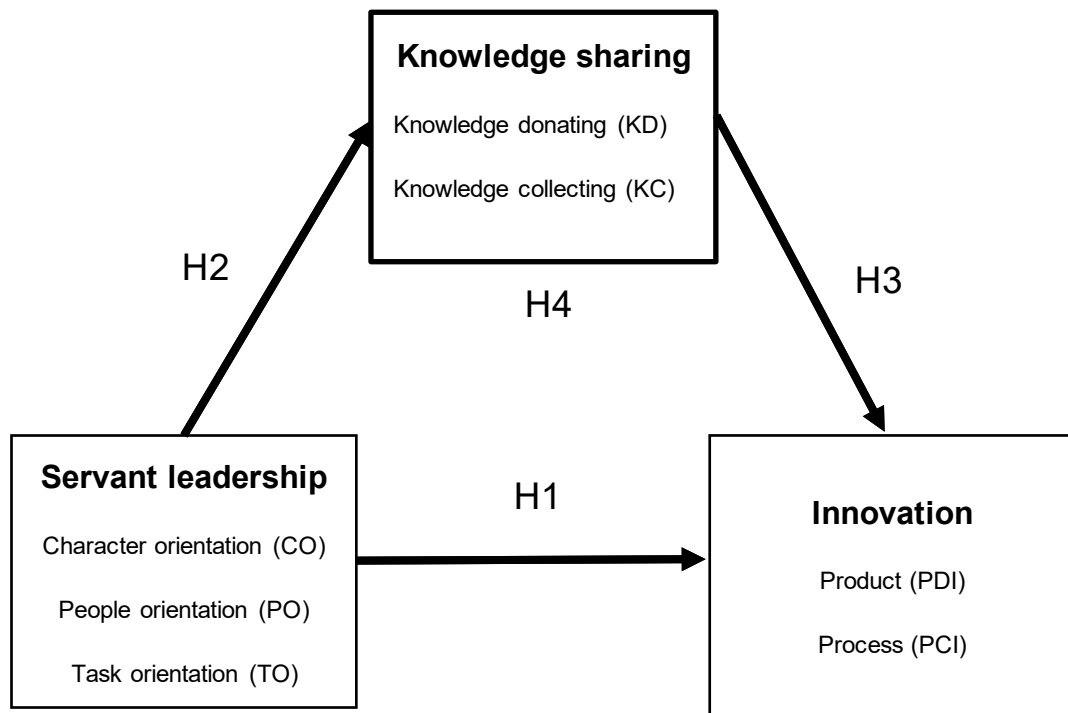 Knowledge sharing
Knowledge donating (KD)
Knowledge collecting (KC)
H2
H3
H4
Servant leadership
Character orientation (CO)
People orientation (PO)
Task orientation (TO)
H1
Innovation
Product (PDI)
Process (PCI)